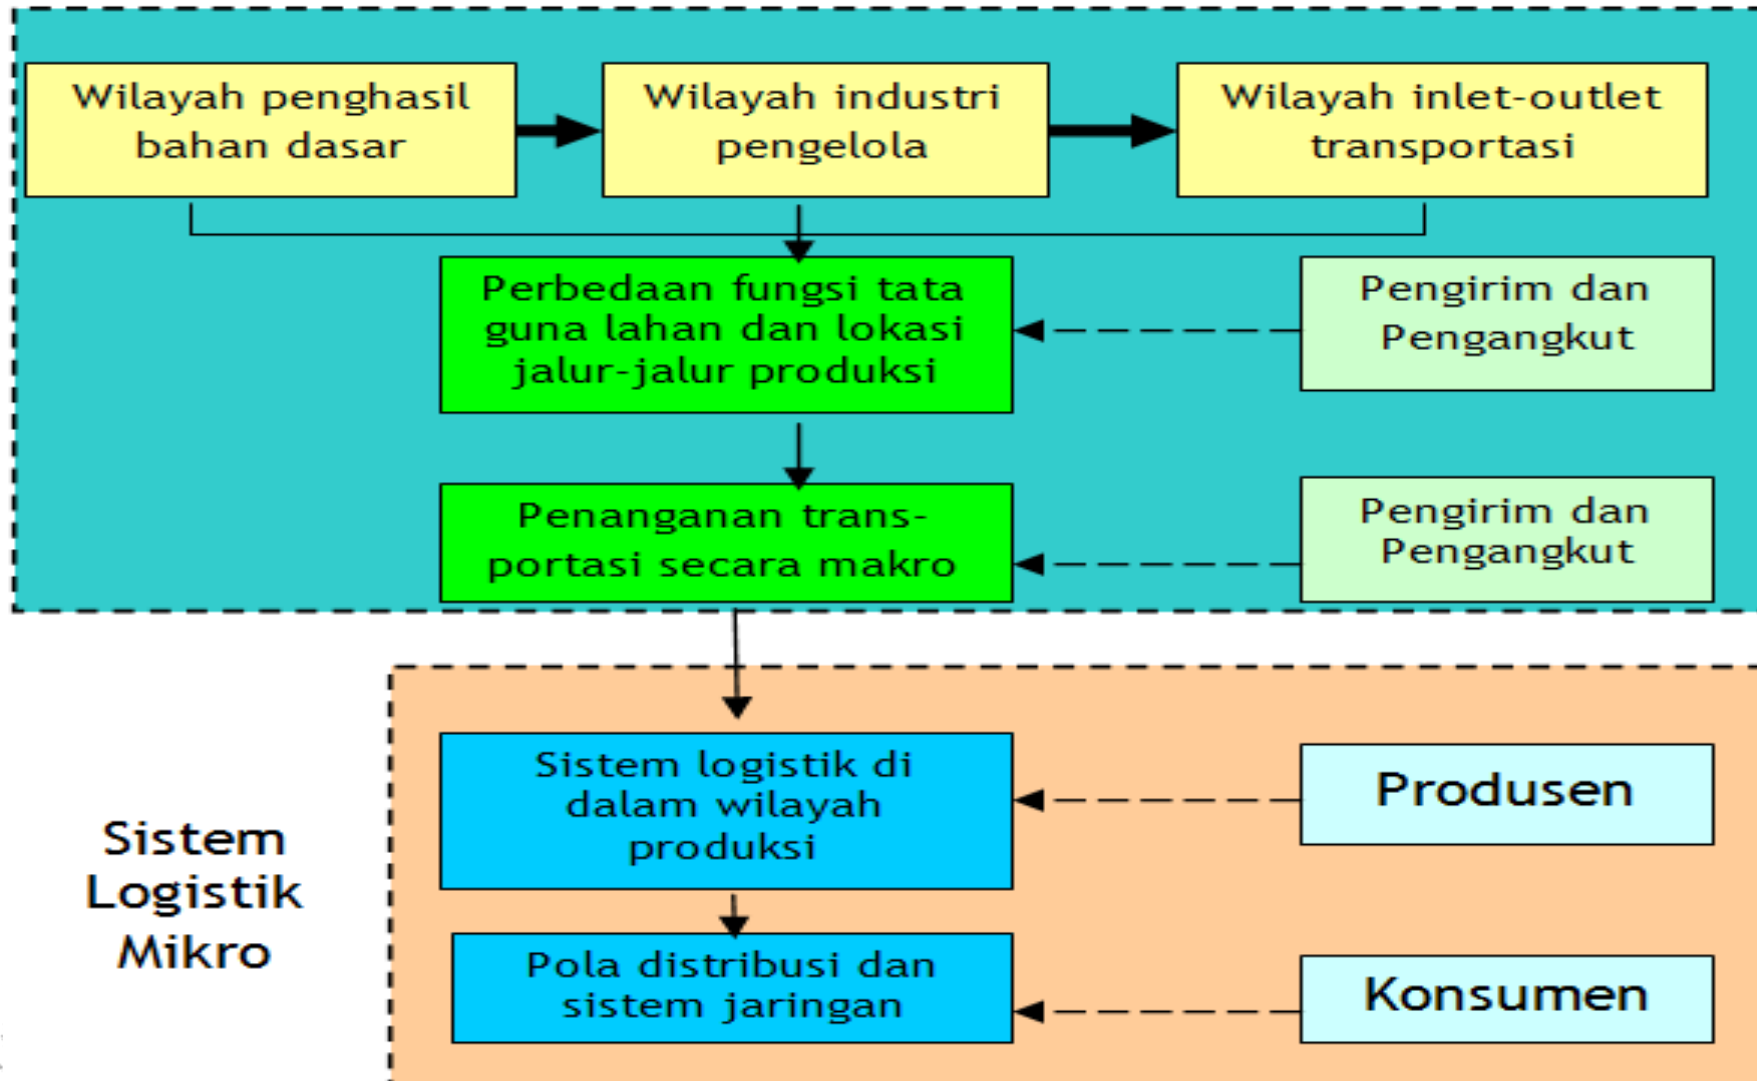 Wilayah penghasil
bahan dasar
Wilayah industri
pengelola
Wilayah inlet-outlet
transportasi
Perbedaan fungsi tata
guna lahan dan lokasi
jalur-jalur produksi
Pengirim dan
Pengangkut
Penanganan trans-
portasi secara makro
Pengirim dan
Pengangkut
Sistem
Logistik
Mikro
Sistem logistik di
dalam wilayah
produksi
Produsen
Pola distribusi dan
sistem jaringan
Konsumen